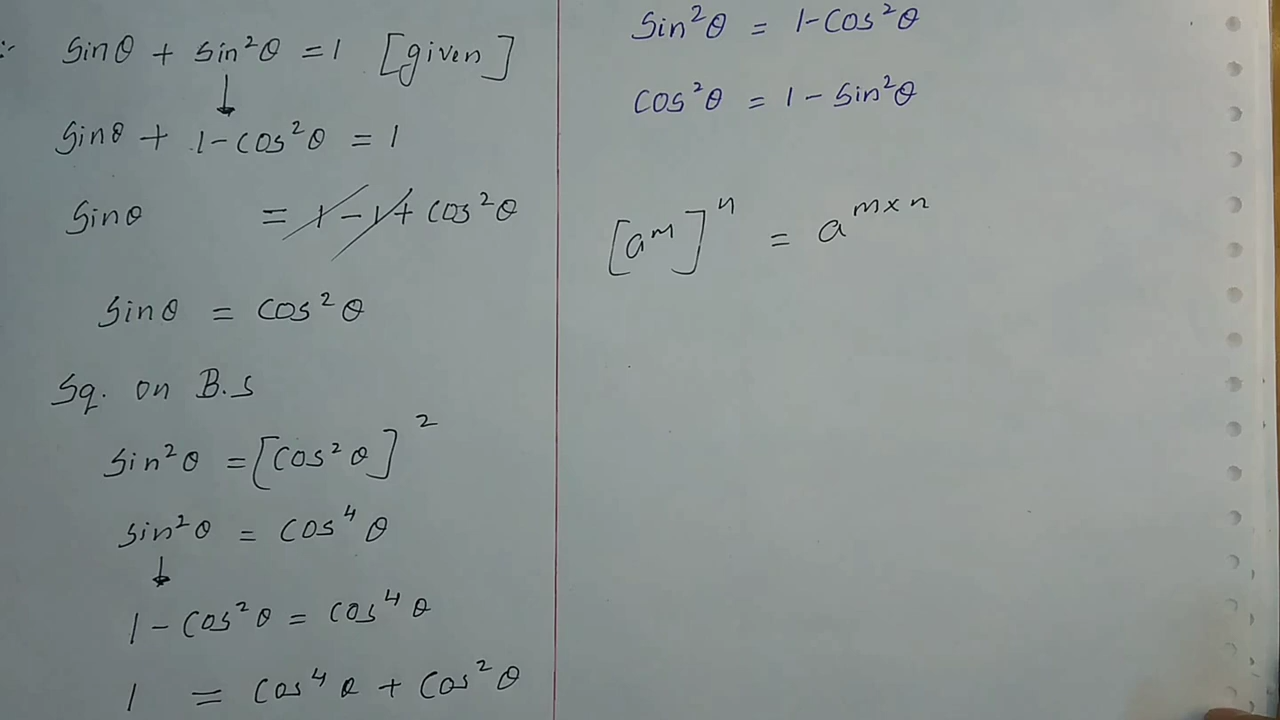 :- sinθ + sin²θ = 1 [given]
↓
sinθ + 1 - cos²θ = 1
sinθ = 1 - 1 + cos²θ
sinθ = cos²θ
Sq. on B.S
sin²θ = [cos²θ]²
sin²θ = cos⁴θ
↓
1 - cos²θ = cos⁴θ
1 = cos⁴θ + cos²θ
sin²θ = 1 - cos²θ
cos²θ = 1 - sin²θ
[aᵐ]ⁿ = aᵐˣⁿ